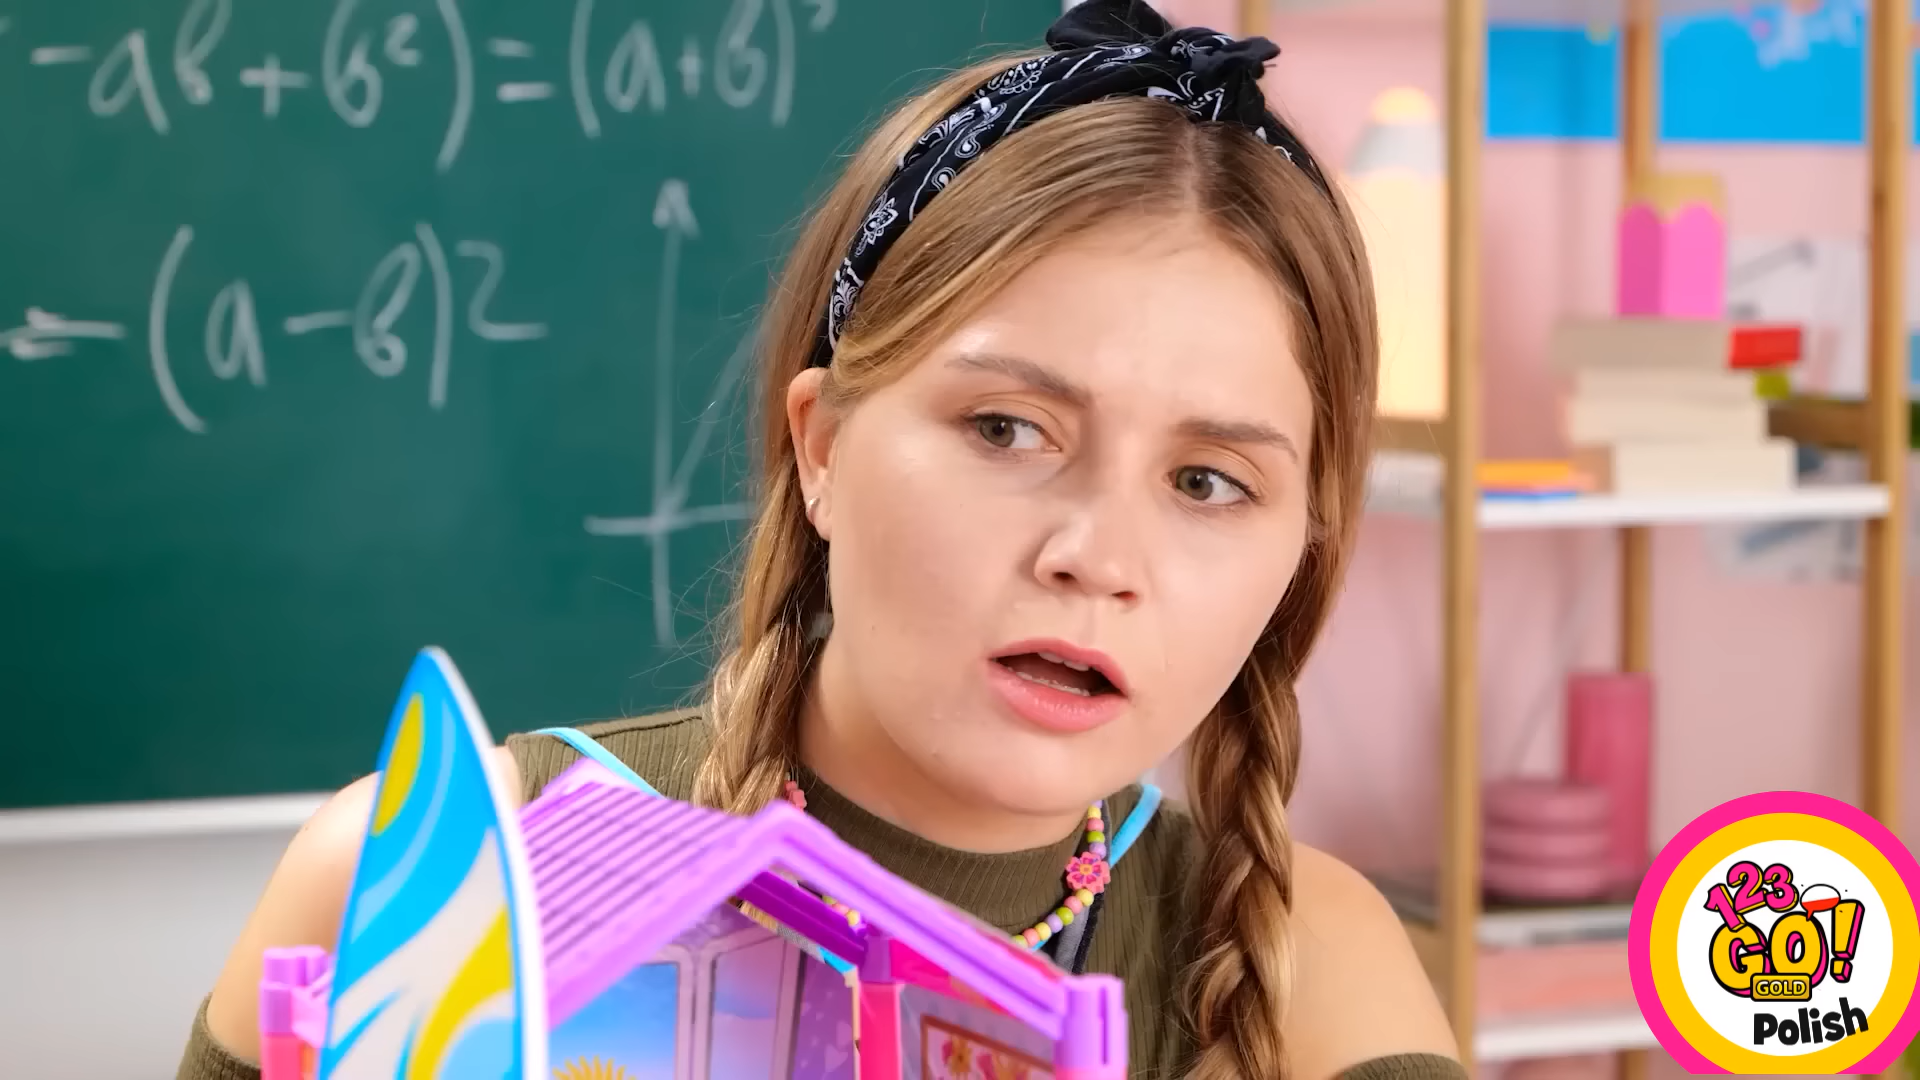 - ab + b²) = (a+b)³
= (a - b)²
123
GO!
GOLD
Polish